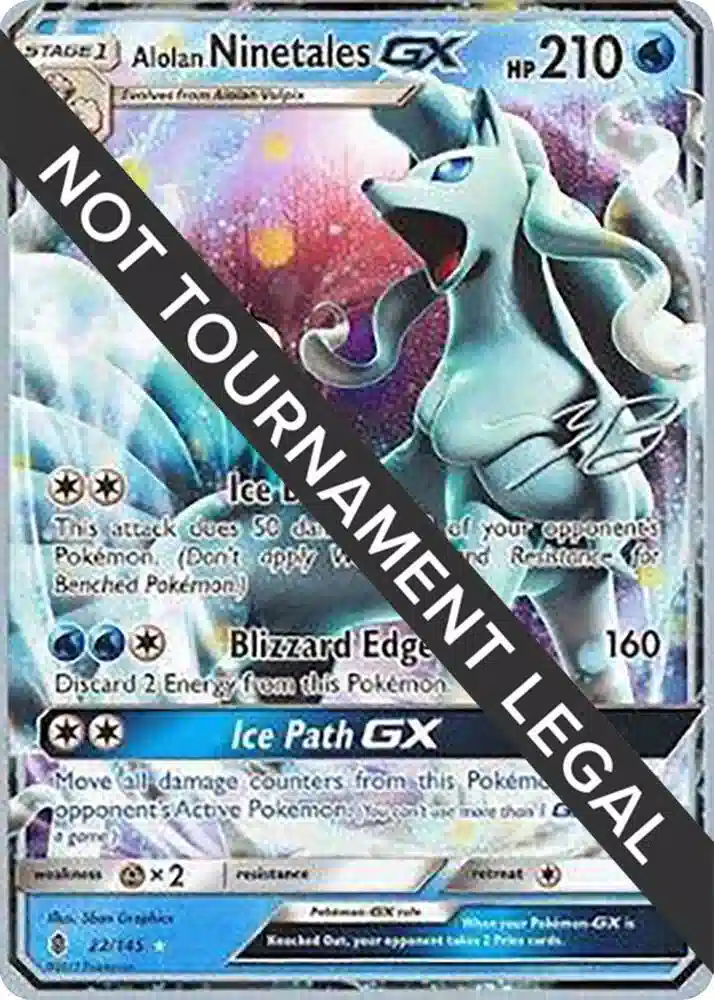 STAGE 1 Alolan Ninetales GX HP 210
Evolves from Alolan Vulpix
NOT TOURNAMENT LEGAL
Ice
This attack does 50 of your opponent's
Pokémon. (Don't apply and Resistance for
Benched Pokémon.)
Blizzard Edge 160
Discard 2 Energy from this Pokémon
Ice Path GX
Move all damage counters from this
opponent's Active Pokémon. (You can't use more than 1
a game.)
weakness ×2 resistance retreat
Illus. 5ban Graphics
Pokémon-GX rule
When your Pokémon-GX is
Knocked Out, your opponent takes 2 Prize cards.
22/145